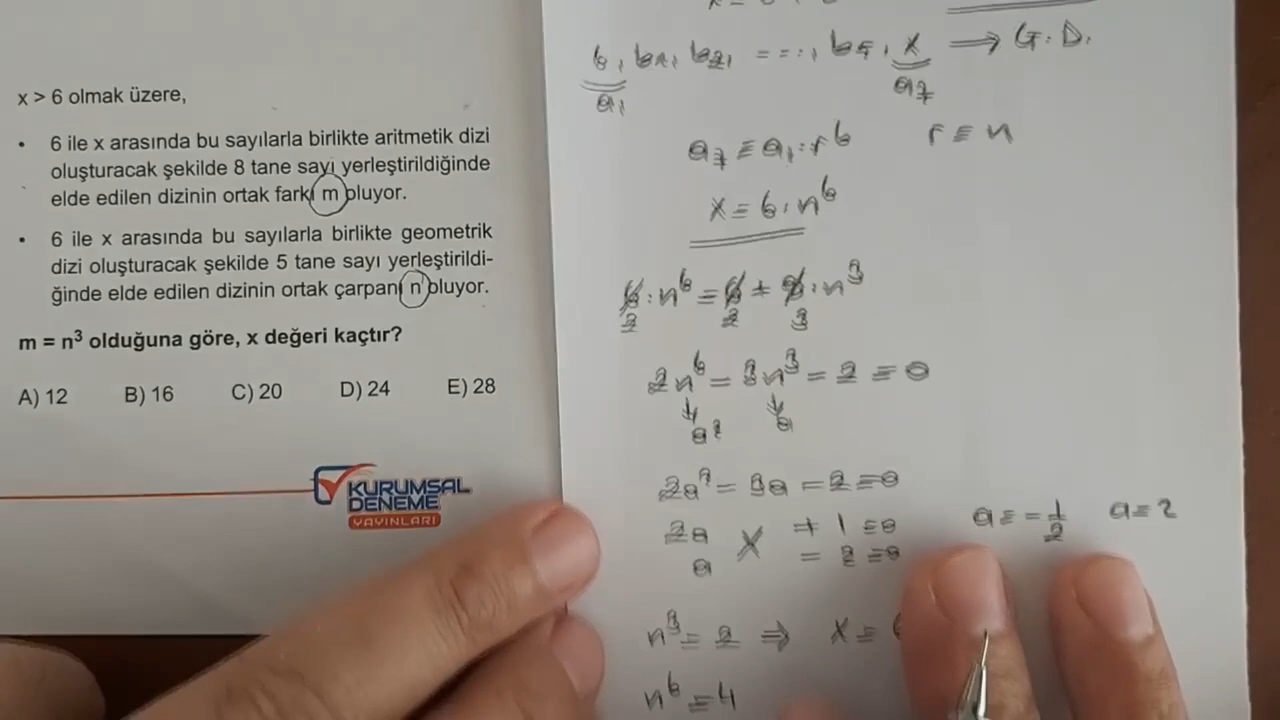 x > 6 olmak üzere,
• 6 ile x arasında bu sayılarla birlikte aritmetik dizi
oluşturacak şekilde 8 tane sayı yerleştirildiğinde
elde edilen dizinin ortak farkı m oluyor.
• 6 ile x arasında bu sayılarla birlikte geometrik
dizi oluşturacak şekilde 5 tane sayı yerleştirildi-
ğinde elde edilen dizinin ortak çarpanı n oluyor.
m = n³ olduğuna göre, x değeri kaçtır?
A) 12 B) 16 C) 20 D) 24 E) 28
KURUMSAL
DENEME
YAYINLARI
6, b₁, b₂, ---, b₅, x → G.D.
a₁ a₇
a₇ = a₁.r⁶ r = n
x = 6.n⁶
6.n⁶ = 6 + 9.n³
2 2 3
2n⁶ - 3n³ - 2 = 0
a² a
2a² - 3a - 2 = 0
2a + 1 = 0 a = -1/2 a = 2
a - 2 = 0
n³ = 2 ⇒ x =
n⁶ = 4